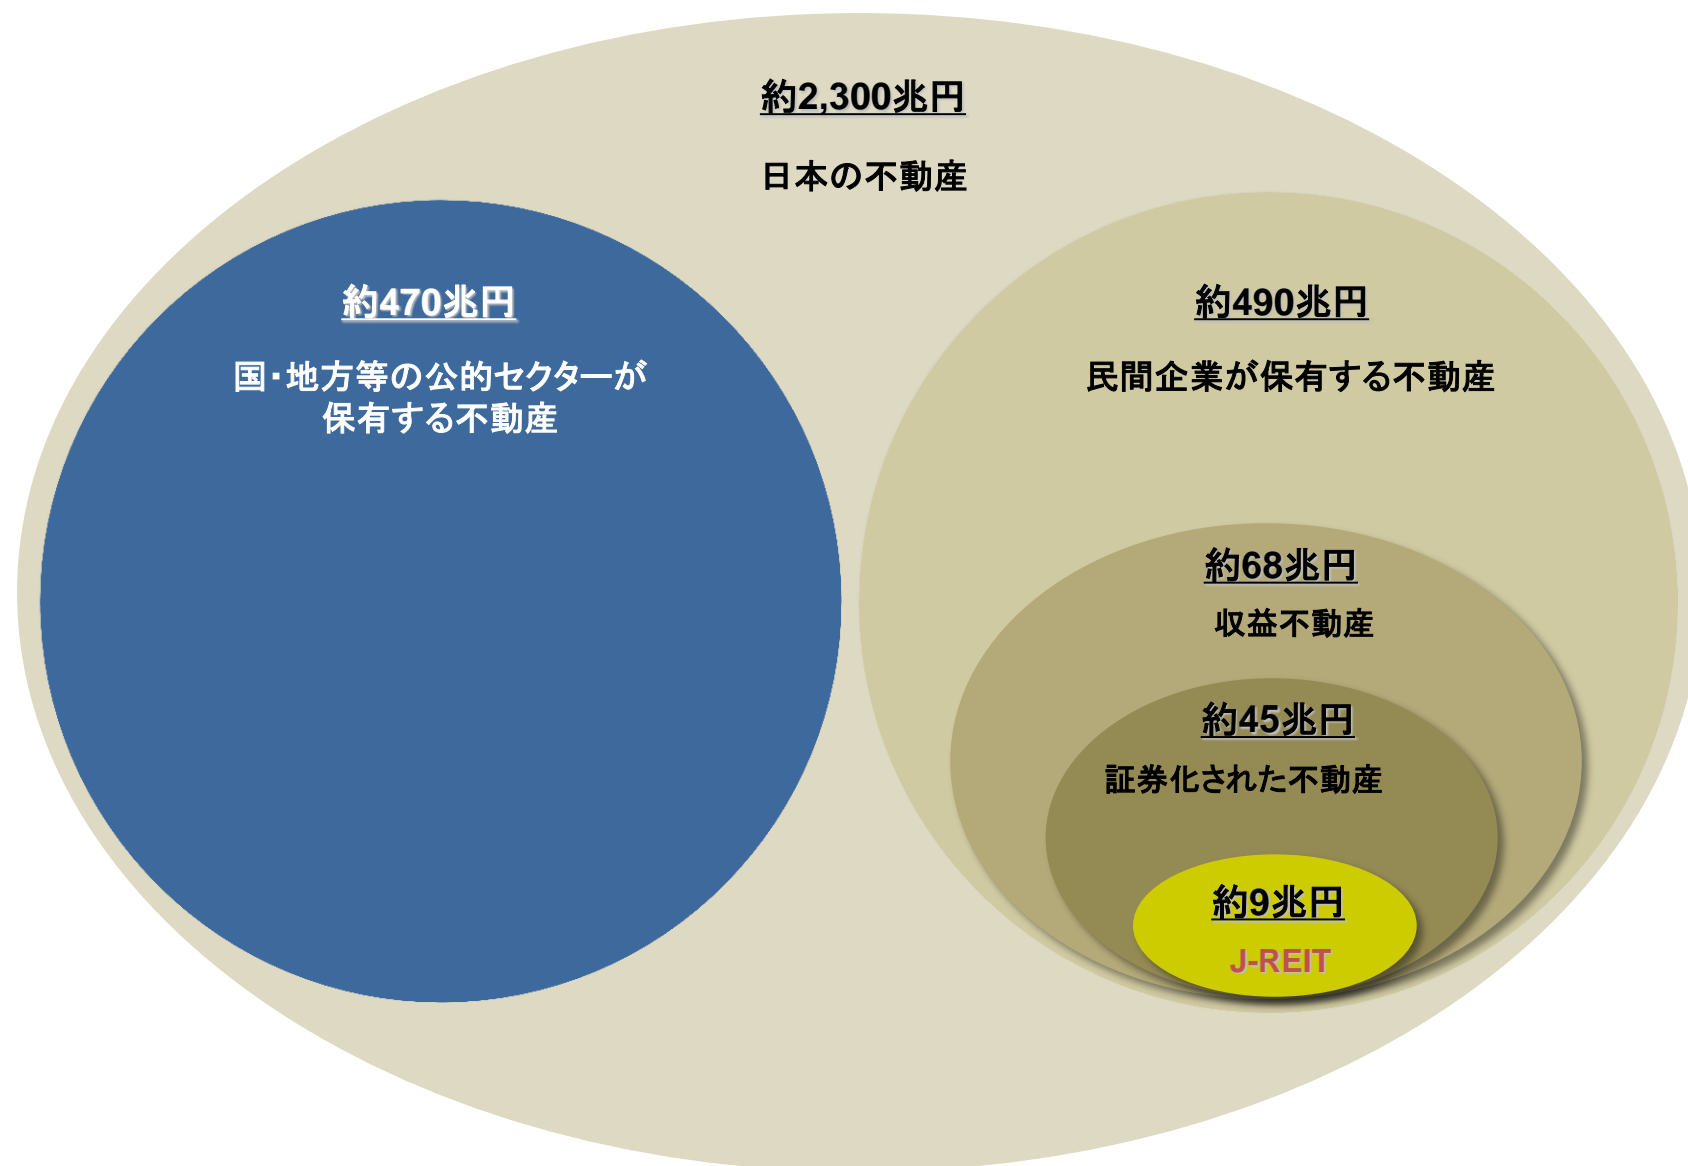 約2,300兆円
日本の不動産
約470兆円
国・地方等の公的セクターが
保有する不動産
約490兆円
民間企業が保有する不動産
約68兆円
収益不動産
約45兆円
証券化された不動産
約9兆円
J-REIT